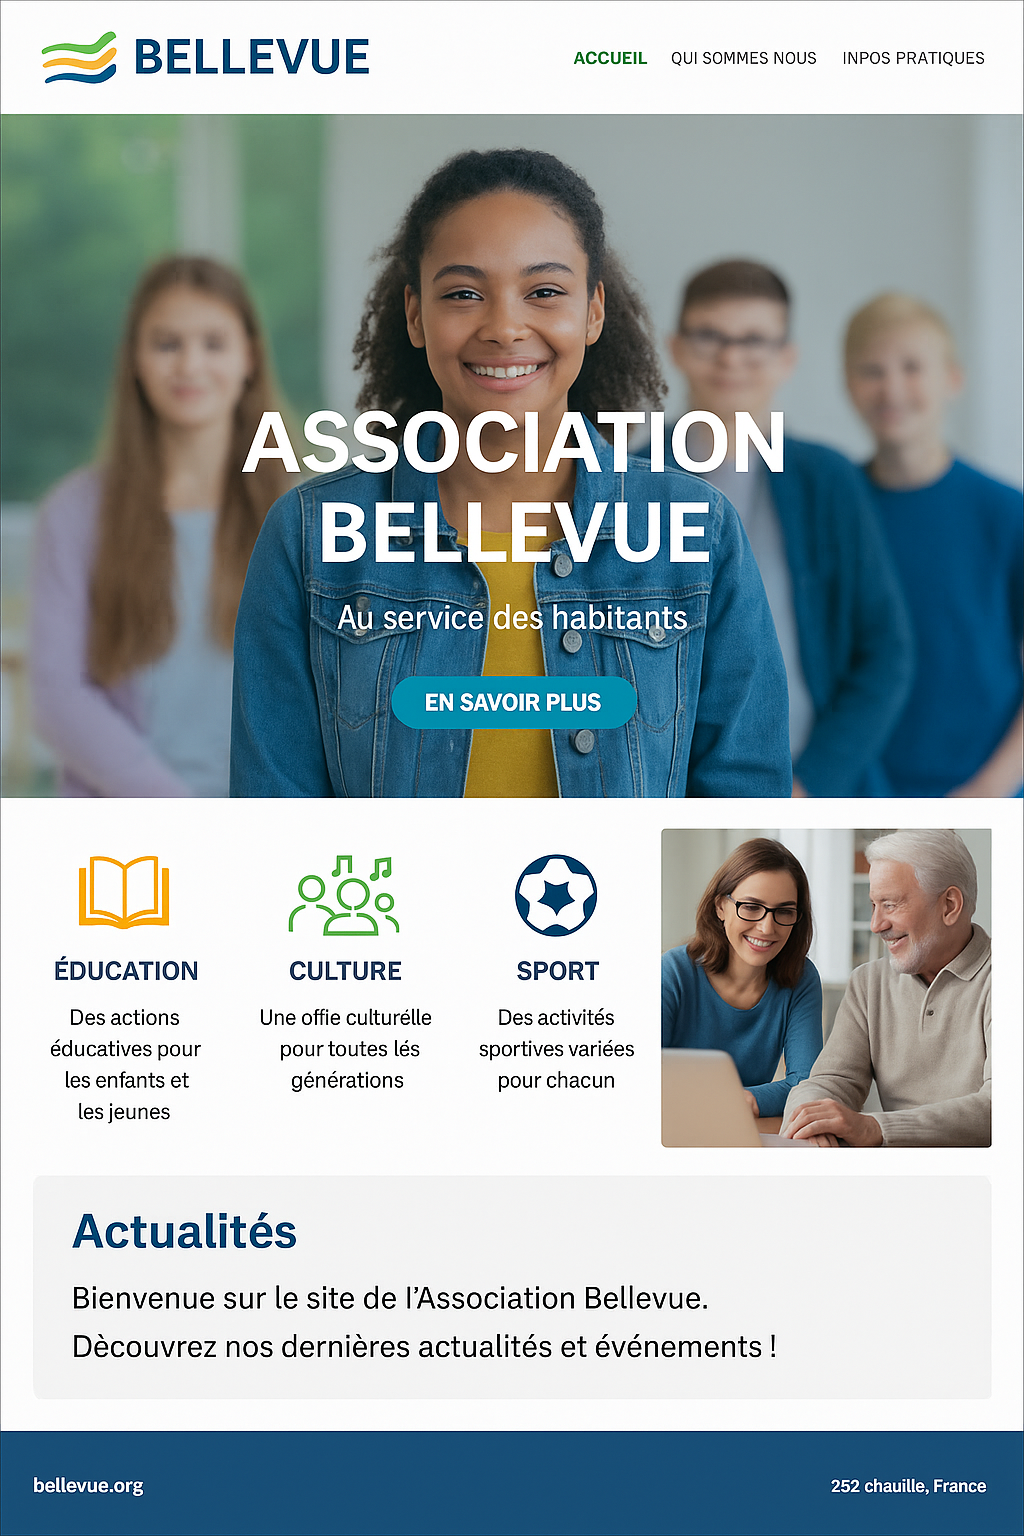 BELLEVUE
ACCUEIL QUI SOMMES NOUS INPOS PRATIQUES
ASSOCIATION
BELLEVUE
Au service des habitants
EN SAVOIR PLUS
ÉDUCATION
Des actions
éducatives pour
les enfants et
les jeunes
CULTURE
Une offie culturélle
pour toutes lés
générations
SPORT
Des activités
sportives variées
pour chacun
Actualités
Bienvenue sur le site de l’Association Bellevue.
Dècouvrez nos dernières actualités et événements !
bellevue.org
252 chauille, France